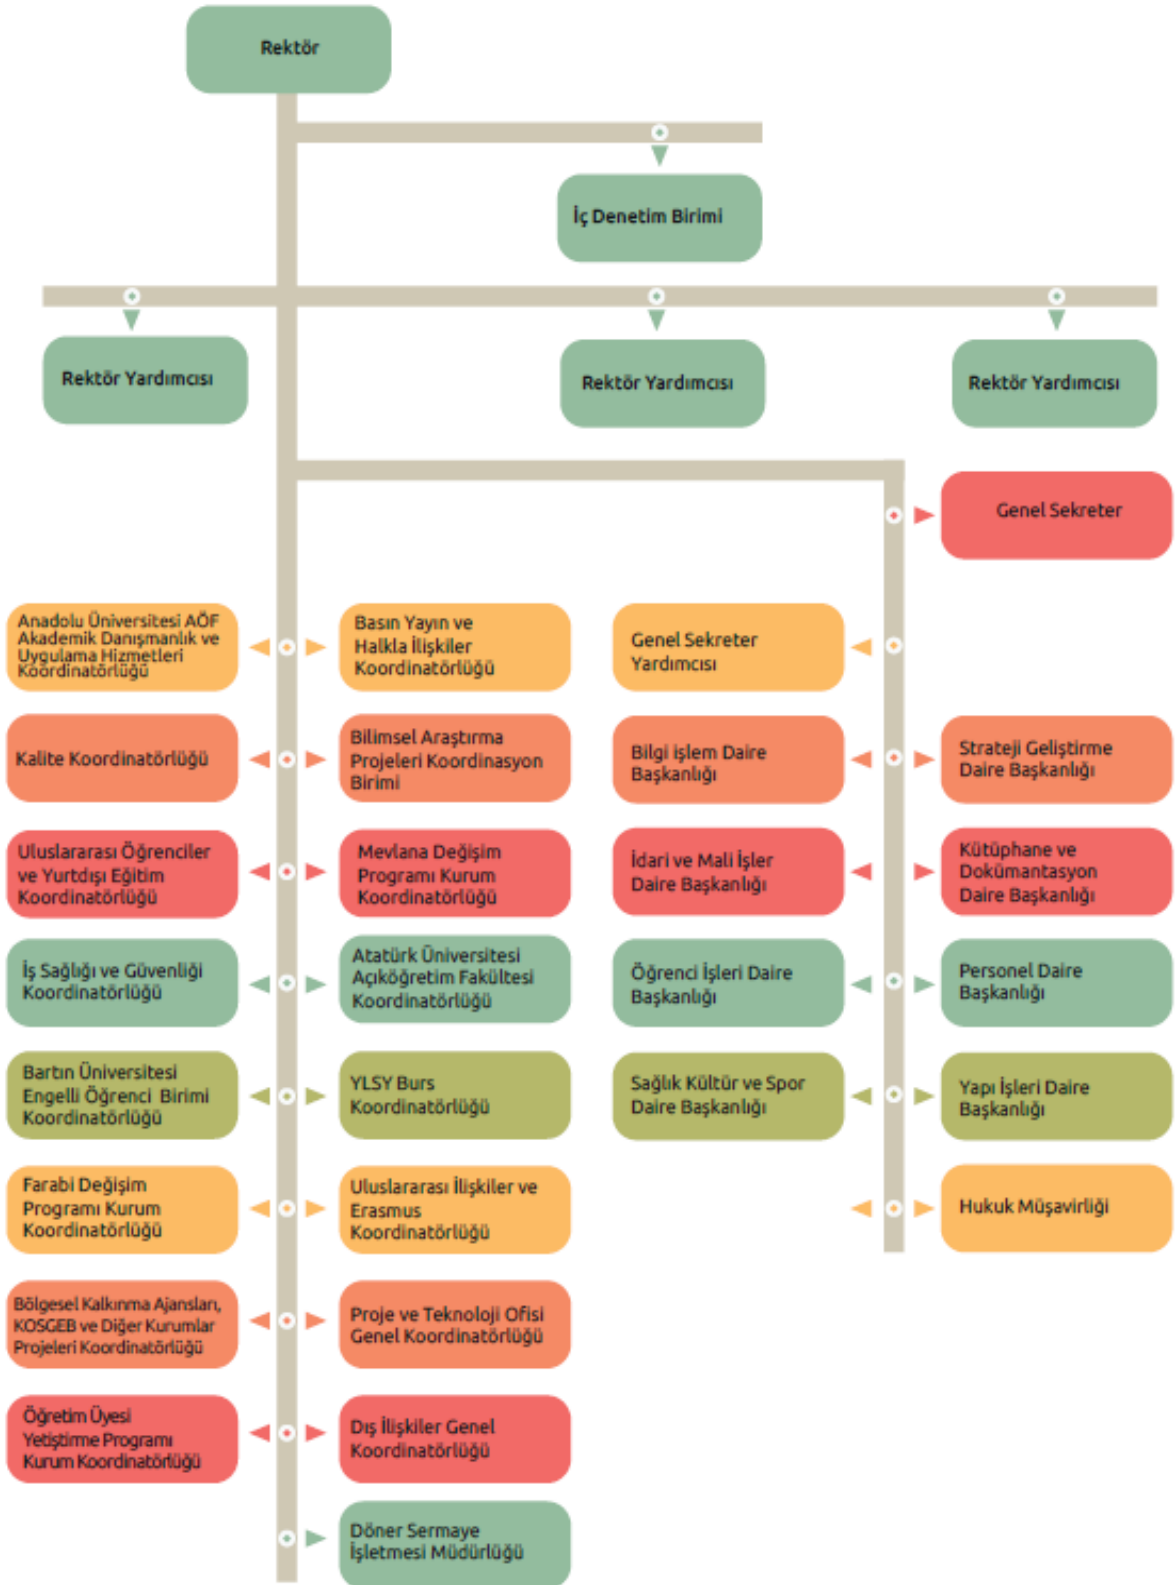 Rektör
İç Denetim Birimi
Rektör Yardımcısı
Rektör Yardımcısı
Rektör Yardımcısı
Genel Sekreter
Anadolu Üniversitesi AÖF
Akademik Danışmanlık ve
Uygulama Hizmetleri
Koordinatörlüğü
Basın Yayın ve
Halkla İlişkiler
Koordinatörlüğü
Genel Sekreter
Yardımcısı
Kalite Koordinatörlüğü
Bilimsel Araştırma
Projeleri Koordinasyon
Birimi
Bilgi işlem Daire
Başkanlığı
Strateji Geliştirme
Daire Başkanlığı
Uluslararası Öğrenciler
ve Yurtdışı Eğitim
Koordinatörlüğü
Mevlana Değişim
Programı Kurum
Koordinatörlüğü
İdari ve Mali İşler
Daire Başkanlığı
Kütüphane ve
Dokümantasyon
Daire Başkanlığı
İş Sağlığı ve Güvenliği
Koordinatörlüğü
Atatürk Üniversitesi
Açıköğretim Fakültesi
Koordinatörlüğü
Öğrenci İşleri Daire
Başkanlığı
Personel Daire
Başkanlığı
Bartın Üniversitesi
Engelli Öğrenci Birimi
Koordinatörlüğü
YLSY Burs
Koordinatörlüğü
Sağlık Kültür ve Spor
Daire Başkanlığı
Yapı İşleri Daire
Başkanlığı
Farabi Değişim
Programı Kurum
Koordinatörlüğü
Uluslararası İlişkiler ve
Erasmus
Koordinatörlüğü
Hukuk Müşavirliği
Bölgesel Kalkınma Ajansları,
KOSGEB ve Diğer Kurumlar
Projeleri Koordinatörlüğü
Proje ve Teknoloji Ofisi
Genel Koordinatörlüğü
Öğretim Üyesi
Yetiştirme Programı
Kurum Koordinatörlüğü
Dış İlişkiler Genel
Koordinatörlüğü
Döner Sermaye
İşletmesi Müdürlüğü